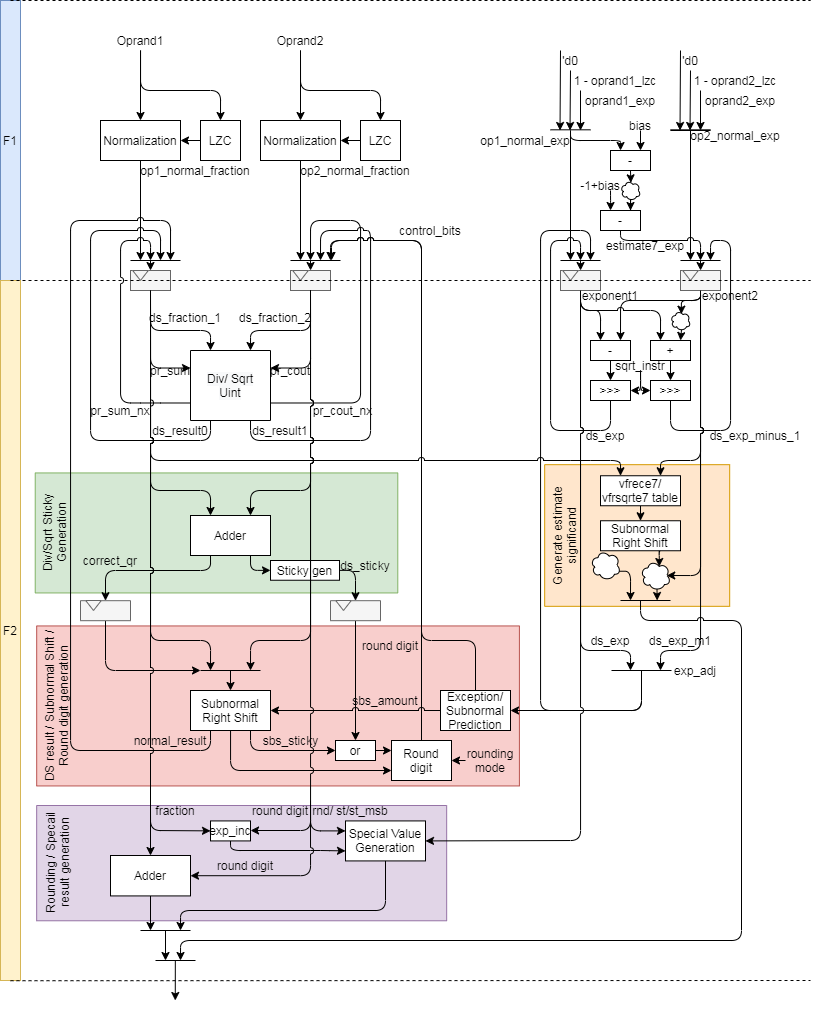 F1
F2
Oprand1
Oprand2
'd0
'd0
1 - oprand1_lzc
1 - oprand2_lzc
oprand1_exp
oprand2_exp
Normalization
LZC
Normalization
LZC
op1_normal_exp
bias
op2_normal_exp
-
op1_normal_fraction
op2_normal_fraction
-1+bias
-
control_bits
estimate7_exp
exponent1
exponent2
ds_fraction_1
ds_fraction_2
-
+
pr_sum
Div/ Sqrt
Uint
pr_cout
sqrt_instr
>>>
>>>
pr_sum_nx
pr_cout_nx
ds_result0
ds_result1
ds_exp
ds_exp_minus_1
Div/Sqrt Sticky
Generation
Adder
correct_qr
Sticky gen
ds_sticky
Generate estimate
significand
vfrece7/
vfrsqrte7 table
Subnormal
Right Shift
DS result / Subnormal Shift /
Round digit generation
round digit
ds_exp
ds_exp_m1
exp_adj
Subnormal
Right Shift
sbs_amount
Exception/
Subnormal
Prediction
normal_result
sbs_sticky
or
Round
digit
rounding
mode
Rounding / Specail
result generation
fraction
round digit
rnd/ st/st_msb
exp_inc
Special Value
Generation
Adder
round digit